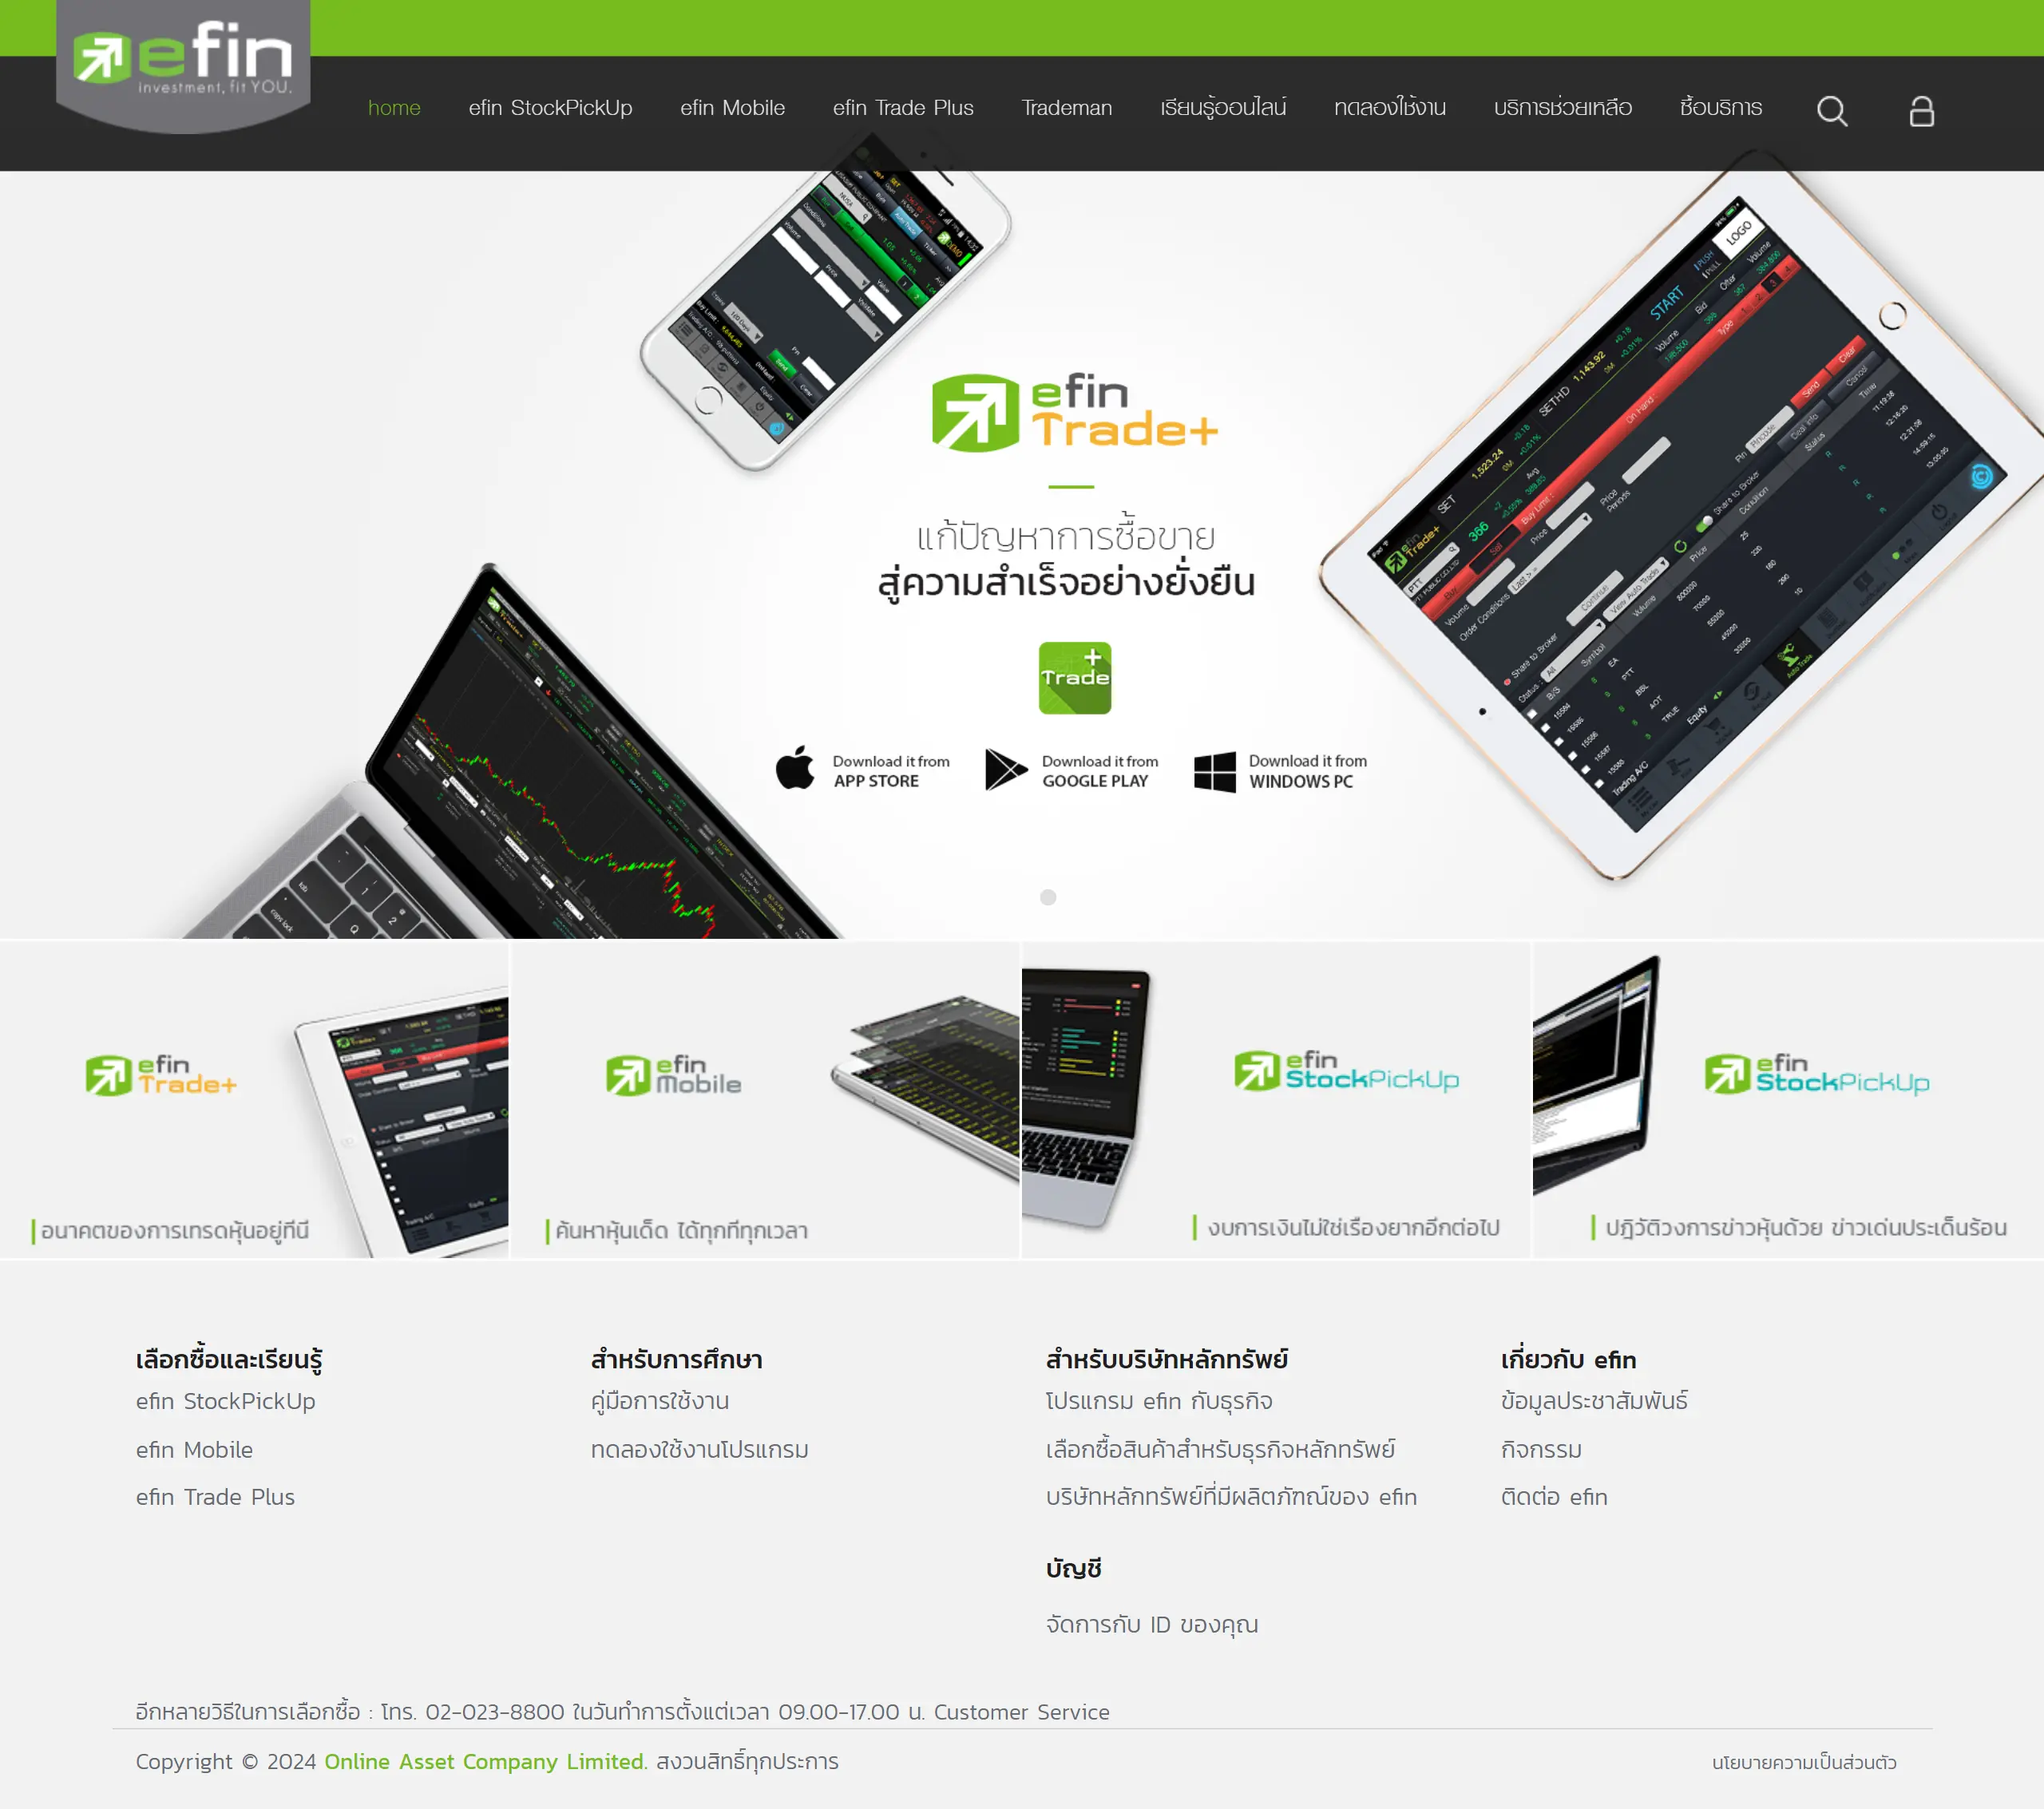 efin
investment, fit YOU.
home efin StockPickUp efin Mobile efin Trade Plus Trademan เรียนรู้ออนไลน์ ทดลองใช้งาน บริการช่วยเหลือ ซื้อบริการ
efin
Trade+
แก้ปัญหาการซื้อขาย
สู่ความสำเร็จอย่างยั่งยืน
Trade+
Download it from
APP STORE
Download it from
GOOGLE PLAY
Download it from
WINDOWS PC
LOGO
START
SETHD 1,143.92
SET 1,523.24
efin
Trade+
อนาคตของการเทรดหุ้นอยู่ที่นี่
efin
Mobile
ค้นหาหุ้นเด็ด ได้ทุกที่ทุกเวลา
efin
StockPickUp
งบการเงินไม่ใช่เรื่องยากอีกต่อไป
efin
StockPickUp
ปฎิวัติวงการข่าวหุ้นด้วย ข่าวเด่นประเด็นร้อน
เลือกซื้อและเรียนรู้
efin StockPickUp
efin Mobile
efin Trade Plus
สำหรับการศึกษา
คู่มือการใช้งาน
ทดลองใช้งานโปรแกรม
สำหรับบริษัทหลักทรัพย์
โปรแกรม efin กับธุรกิจ
เลือกซื้อสินค้าสำหรับธุรกิจหลักทรัพย์
บริษัทหลักทรัพย์ที่มีผลิตภัฑณ์ของ efin
บัญชี
จัดการกับ ID ของคุณ
เกี่ยวกับ efin
ข้อมูลประชาสัมพันธ์
กิจกรรม
ติดต่อ efin
อีกหลายวิธีในการเลือกซื้อ : โทร. 02-023-8800 ในวันทำการตั้งแต่เวลา 09.00-17.00 น. Customer Service
Copyright © 2024 Online Asset Company Limited. สงวนสิทธิ์ทุกประการ
นโยบายความเป็นส่วนตัว